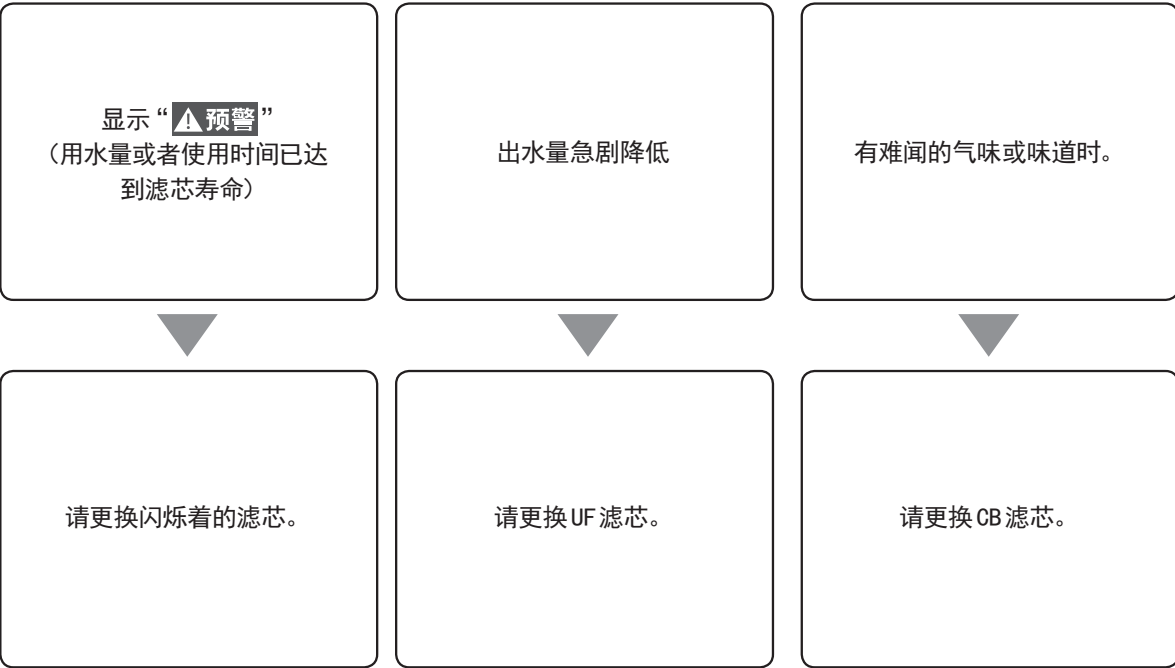 显示“⚠预警”
（用水量或者使用时间已达
到滤芯寿命）
出水量急剧降低
有难闻的气味或味道时。
请更换闪烁着的滤芯。
请更换UF滤芯。
请更换CB滤芯。